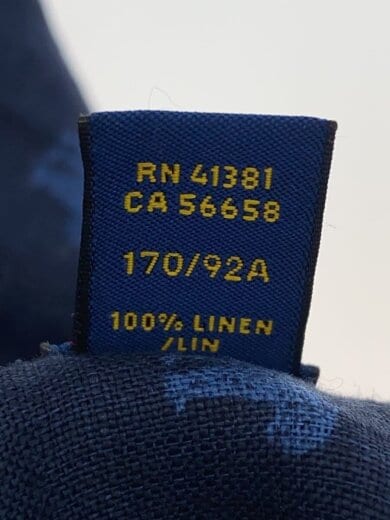 RN 41381
CA 56658
170/92A
100% LINEN
/LIN